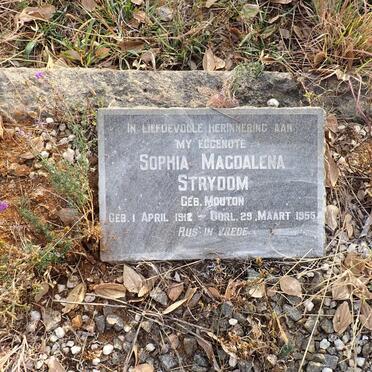 IN LIEFDEVOLLE HERINNERING AAN
MY EGGENOTE
SOPHIA MAGDALENA
STRYDOM
GEB. MOUTON
GEB. 1 APRIL 1912 – OORL. 29, MAART 1955
RUS IN VREDE